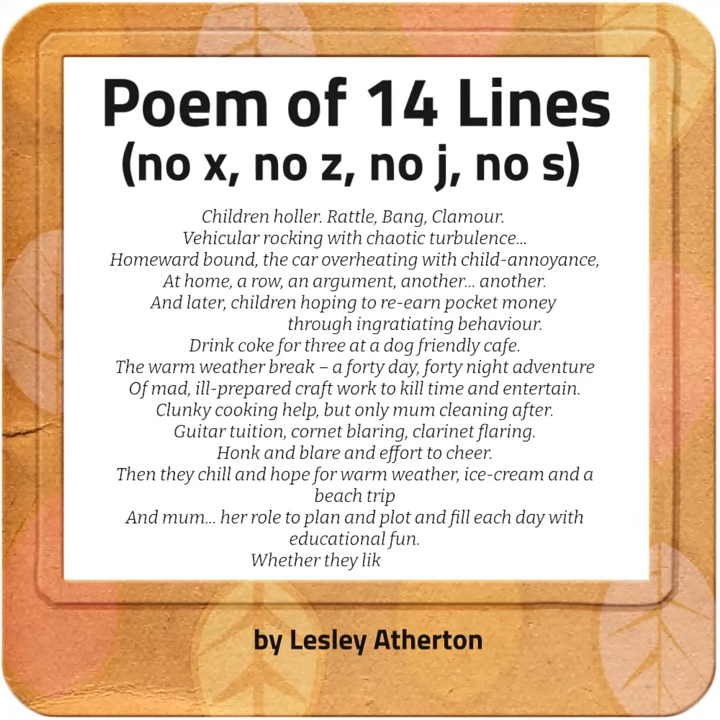 Poem of 14 Lines
(no x, no z, no j, no s)
Children holler. Rattle, Bang, Clamour.
Vehicular rocking with chaotic turbulence...
Homeward bound, the car overheating with child-annoyance,
At home, a row, an argument, another... another.
And later, children hoping to re-earn pocket money
through ingratiating behaviour.
Drink coke for three at a dog friendly cafe.
The warm weather break – a forty day, forty night adventure
Of mad, ill-prepared craft work to kill time and entertain.
Clunky cooking help, but only mum cleaning after.
Guitar tuition, cornet blaring, clarinet flaring.
Honk and blare and effort to cheer.
Then they chill and hope for warm weather, ice-cream and a
beach trip
And mum... her role to plan and plot and fill each day with
educational fun.
Whether they lik
by Lesley Atherton